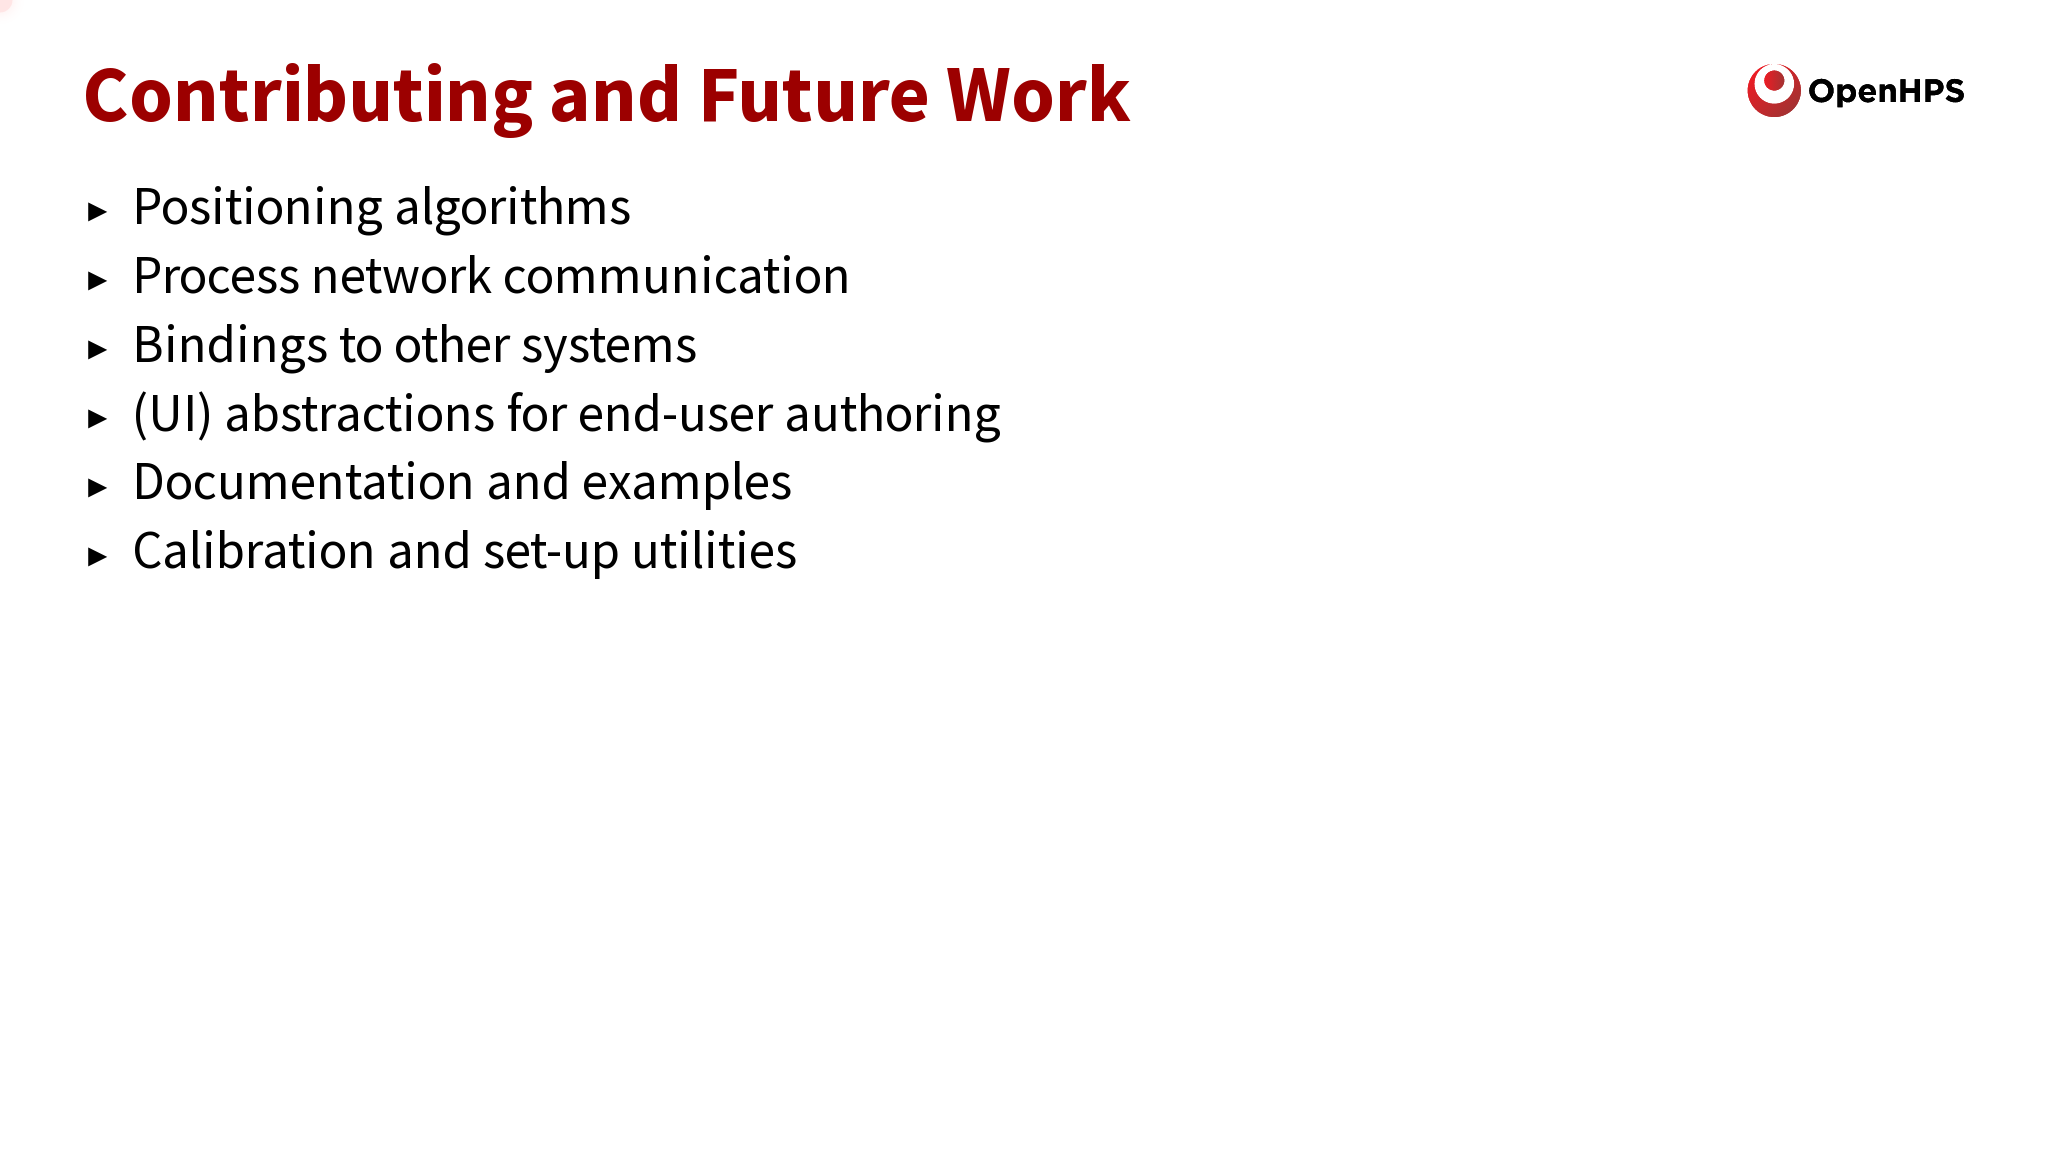 Contributing and Future Work
OpenHPS
▸ Positioning algorithms
▸ Process network communication
▸ Bindings to other systems
▸ (UI) abstractions for end-user authoring
▸ Documentation and examples
▸ Calibration and set-up utilities